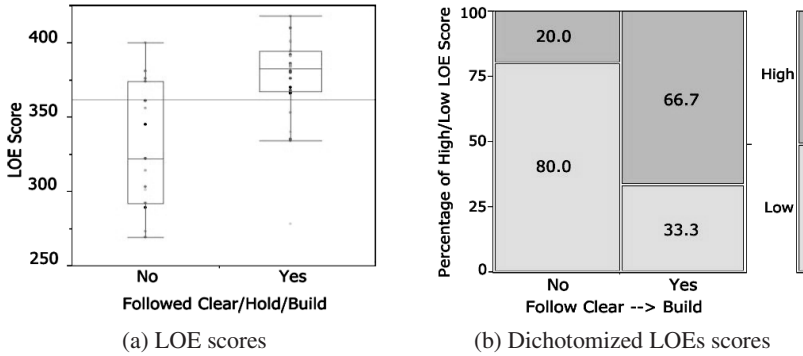 LOE Score
400
350
300
250
No Yes
Followed Clear/Hold/Build
(a) LOE scores
Percentage of High/Low LOE Score
100
75
50
25
0
20.0
80.0
66.7
33.3
No Yes
Follow Clear --> Build
High
Low
(b) Dichotomized LOEs scores